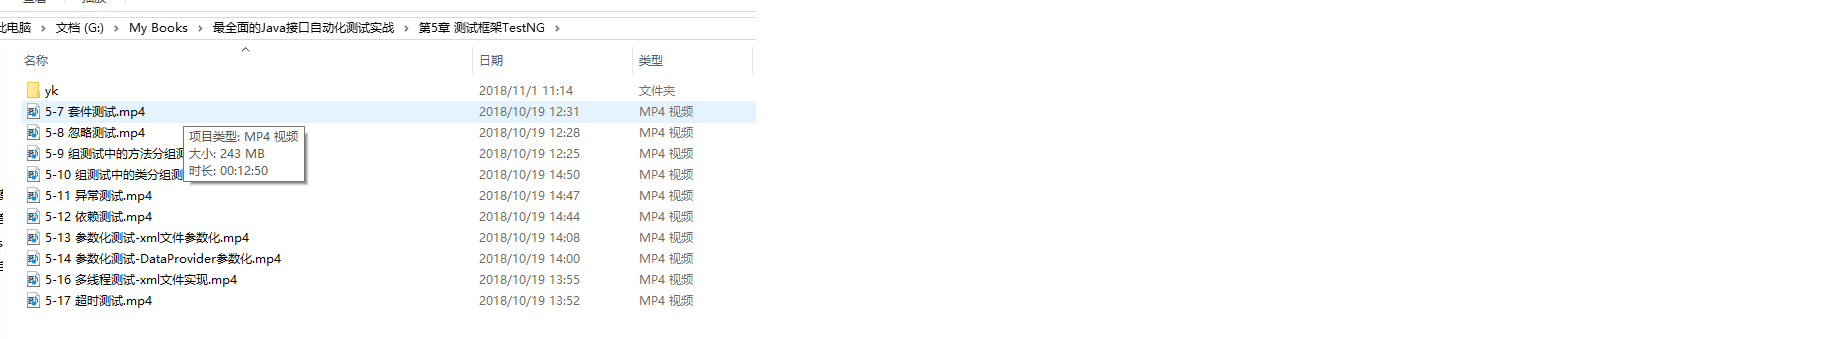 此电脑 › 文档 (G:) › My Books › 最全面的Java接口自动化测试实战 › 第5章 测试框架TestNG ›
名称 日期 类型
yk 2018/11/1 11:14 文件夹
5-7 套件测试.mp4 2018/10/19 12:31 MP4 视频
5-8 忽略测试.mp4 2018/10/19 12:28 MP4 视频
5-9 组测试中的方法分组测 2018/10/19 12:25 MP4 视频
5-10 组测试中的类分组测 2018/10/19 14:50 MP4 视频
5-11 异常测试.mp4 2018/10/19 14:47 MP4 视频
5-12 依赖测试.mp4 2018/10/19 14:44 MP4 视频
5-13 参数化测试-xml文件参数化.mp4 2018/10/19 14:08 MP4 视频
5-14 参数化测试-DataProvider参数化.mp4 2018/10/19 14:00 MP4 视频
5-16 多线程测试-xml文件实现.mp4 2018/10/19 13:55 MP4 视频
5-17 超时测试.mp4 2018/10/19 13:52 MP4 视频
项目类型: MP4 视频
大小: 243 MB
时长: 00:12:50